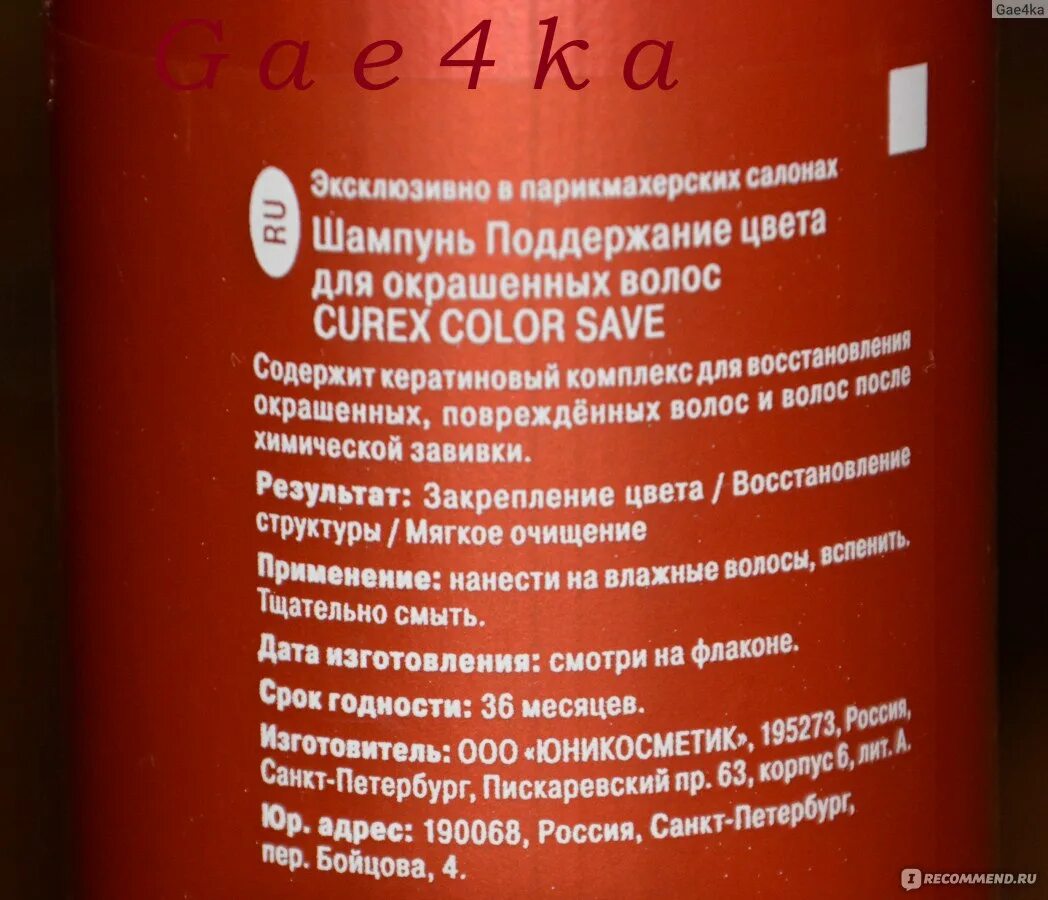 Gae4ka
Gae4ka
Эксклюзивно в парикмахерских салонах
RU
Шампунь Поддержание цвета
для окрашенных волос
CUREX COLOR SAVE
Содержит кератиновый комплекс для восстановления
окрашенных, повреждённых волос и волос после
химической завивки.
Результат: Закрепление цвета / Восстановление
структуры / Мягкое очищение
Применение: нанести на влажные волосы, вспенить.
Тщательно смыть.
Дата изготовления: смотри на флаконе.
Срок годности: 36 месяцев.
Изготовитель: ООО «ЮНИКОСМЕТИК», 195273, Россия,
Санкт-Петербург, Пискаревский пр. 63, корпус 6, лит. А.
Юр. адрес: 190068, Россия, Санкт-Петербург,
пер. Бойцова, 4.
IRECOMMEND.RU